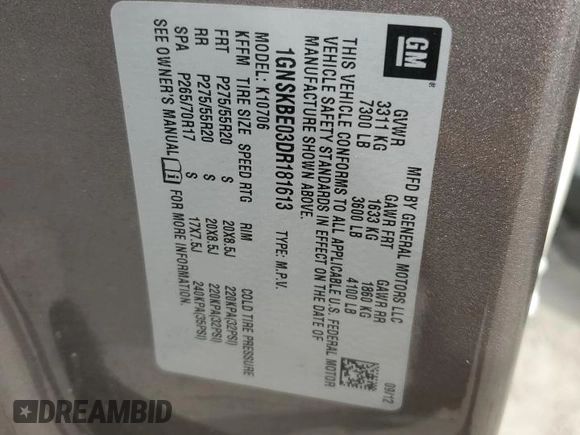 GM®
MFD BY GENERAL MOTORS LLC
GVWR GAWR FRT GAWR RR
3311 KG 1633 KG 1860 KG
7300 LB 3600 LB 4100 LB
09/12
THIS VEHICLE CONFORMS TO ALL APPLICABLE U.S. FEDERAL MOTOR
VEHICLE SAFETY STANDARDS IN EFFECT ON THE DATE OF
MANUFACTURE SHOWN ABOVE.
1GNSKBE03DR181613 TYPE: M.P.V.
MODEL: K10706
KFFM TIRE SIZE SPEED RTG RIM COLD TIRE PRESSURE
FRT P275/55R20 S 20X8.5J 220KPA(32PSI)
RR P275/55R20 S 20X8.5J 220KPA(32PSI)
SPA P265/70R17 S 17X7.5J 240KPA(35PSI)
SEE OWNER'S MANUAL FOR MORE INFORMATION.
DREAMBID